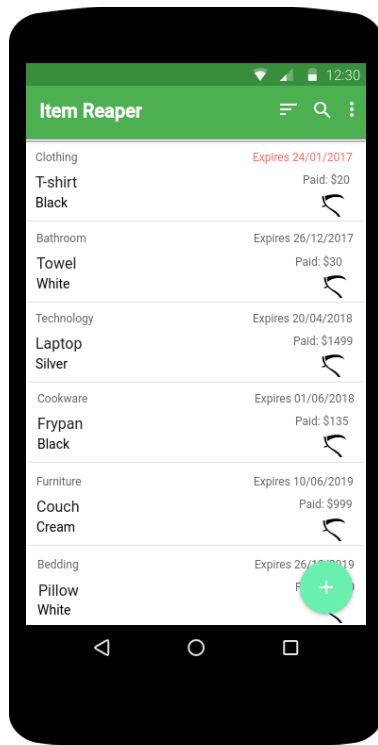 12:30
Item Reaper
Clothing Expires 24/01/2017
T-shirt Paid: $20
Black
Bathroom Expires 26/12/2017
Towel Paid: $30
White
Technology Expires 20/04/2018
Laptop Paid: $1499
Silver
Cookware Expires 01/06/2018
Frypan Paid: $135
Black
Furniture Expires 10/06/2019
Couch Paid: $999
Cream
Bedding Expires
Pillow
White